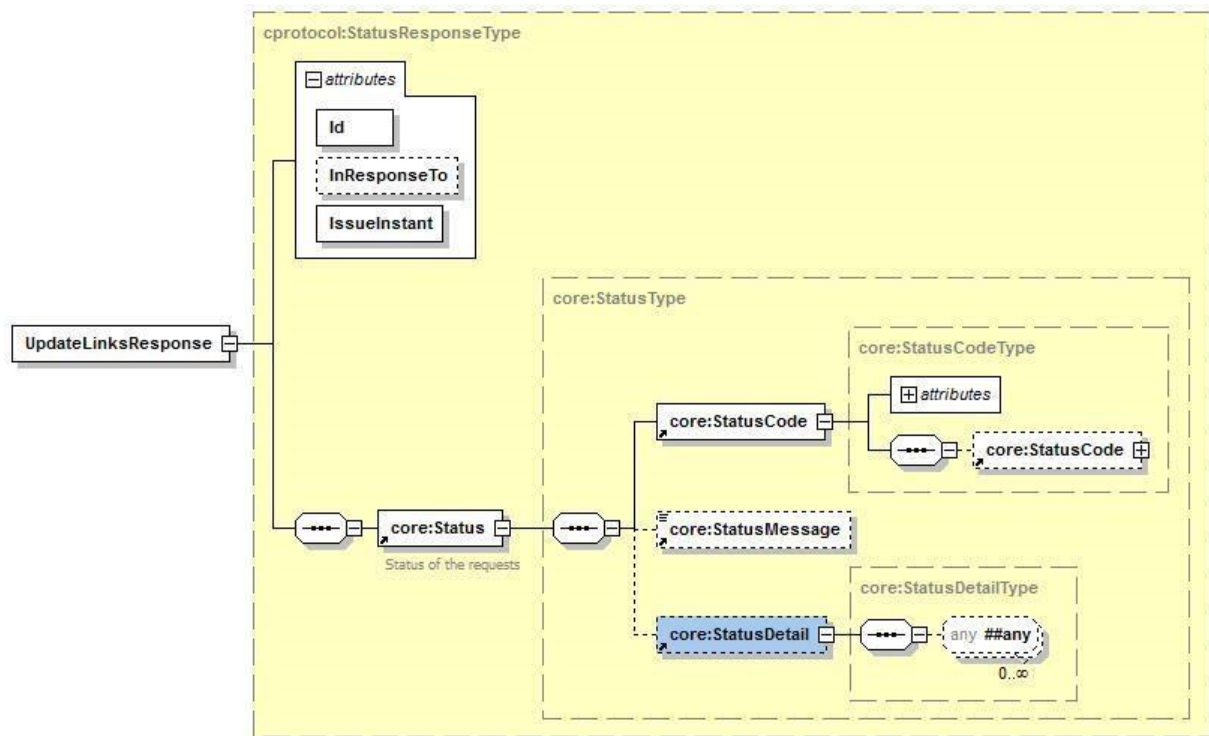 cprotocol:StatusResponseType
attributes
Id
InResponseTo
IssueInstant
core:StatusType
UpdateLinksResponse
core:StatusCodeType
attributes
core:StatusCode
core:StatusCode
core:Status
core:StatusMessage
Status of the requests
core:StatusDetailType
core:StatusDetail
any ##any
0..∞